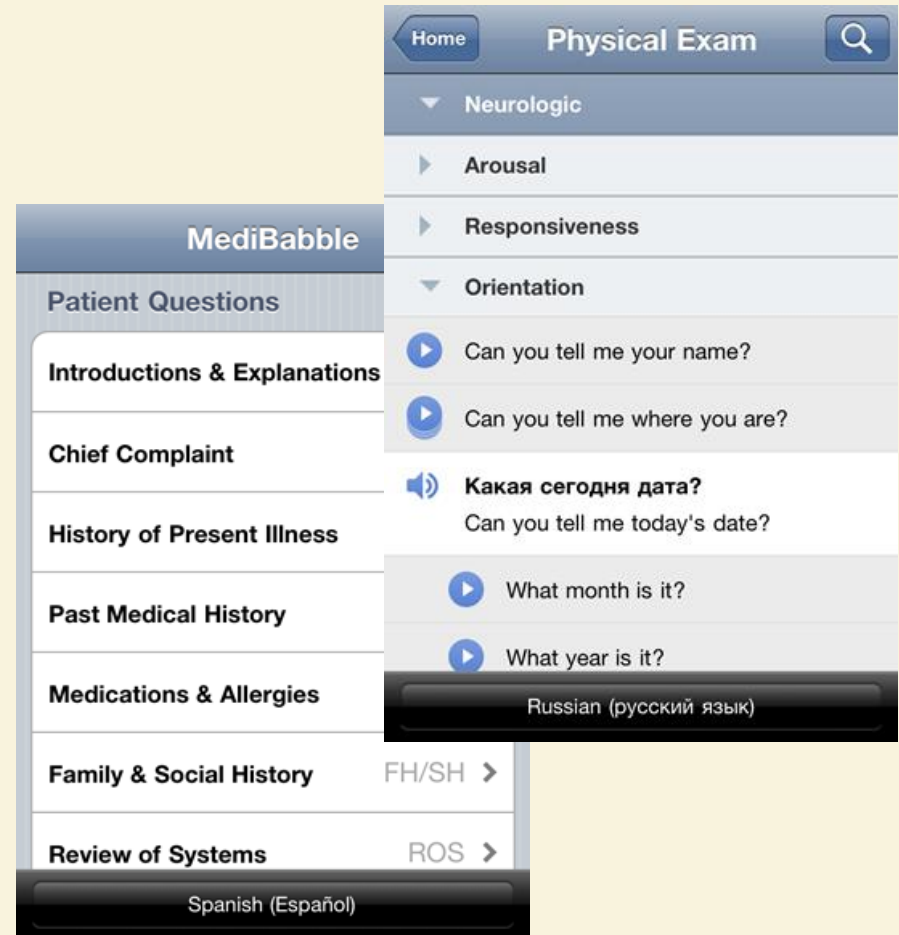 MediBabble
Patient Questions
Introductions & Explanations
Chief Complaint
History of Present Illness
Past Medical History
Medications & Allergies
Family & Social History FH/SH
Review of Systems ROS
Spanish (Español)
Home Physical Exam
Neurologic
Arousal
Responsiveness
Orientation
Can you tell me your name?
Can you tell me where you are?
Какая сегодня дата?
Can you tell me today's date?
What month is it?
What year is it?
Russian (русский язык)